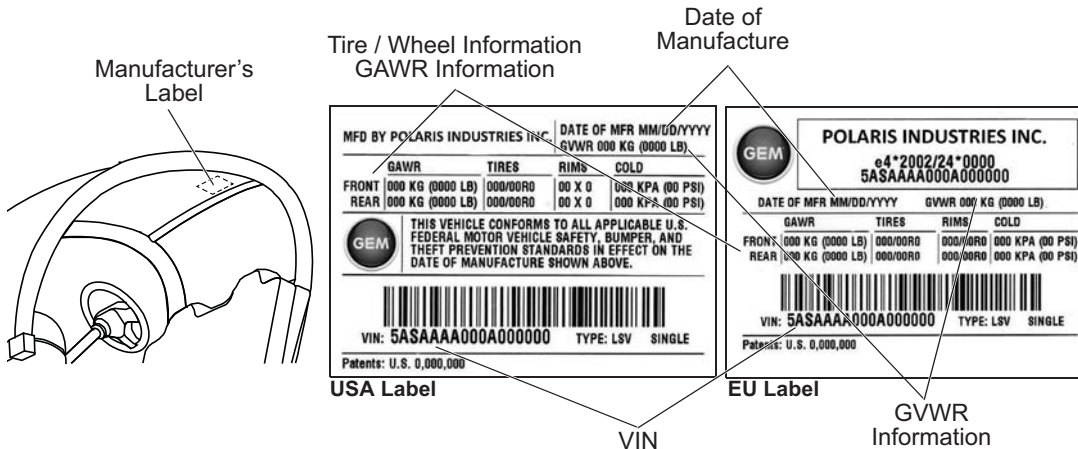 Date of
Manufacture
Tire / Wheel Information
GAWR Information
Manufacturer's
Label
MFD BY POLARIS INDUSTRIES INC.
DATE OF MFR MM/DD/YYYY
GVWR 000 KG (0000 LB)
GAWR TIRES RIMS COLD
FRONT 000 KG (0000 LB) 000/00R0 00 X 0 000 KPA (00 PSI)
REAR 000 KG (0000 LB) 000/00R0 00 X 0 000 KPA (00 PSI)
GEM
THIS VEHICLE CONFORMS TO ALL APPLICABLE U.S.
FEDERAL MOTOR VEHICLE SAFETY, BUMPER, AND
THEFT PREVENTION STANDARDS IN EFFECT ON THE
DATE OF MANUFACTURE SHOWN ABOVE.
VIN: 5ASAAAA000A000000 TYPE: LSV SINGLE
Patents: U.S. 0,000,000
USA Label
GEM
POLARIS INDUSTRIES INC.
e4*2002/24*0000
5ASAAAA000A000000
DATE OF MFR MM/DD/YYYY GVWR 000 KG (0000 LB)
GAWR TIRES RIMS COLD
FRONT 000 KG (0000 LB) 000/00R0 000/00R0 000 KPA (00 PSI)
REAR 000 KG (0000 LB) 000/00R0 000/00R0 000 KPA (00 PSI)
VIN: 5ASAAAA000A000000 TYPE: LSV SINGLE
Patents: U.S. 0,000,000
EU Label
VIN
GVWR
Information